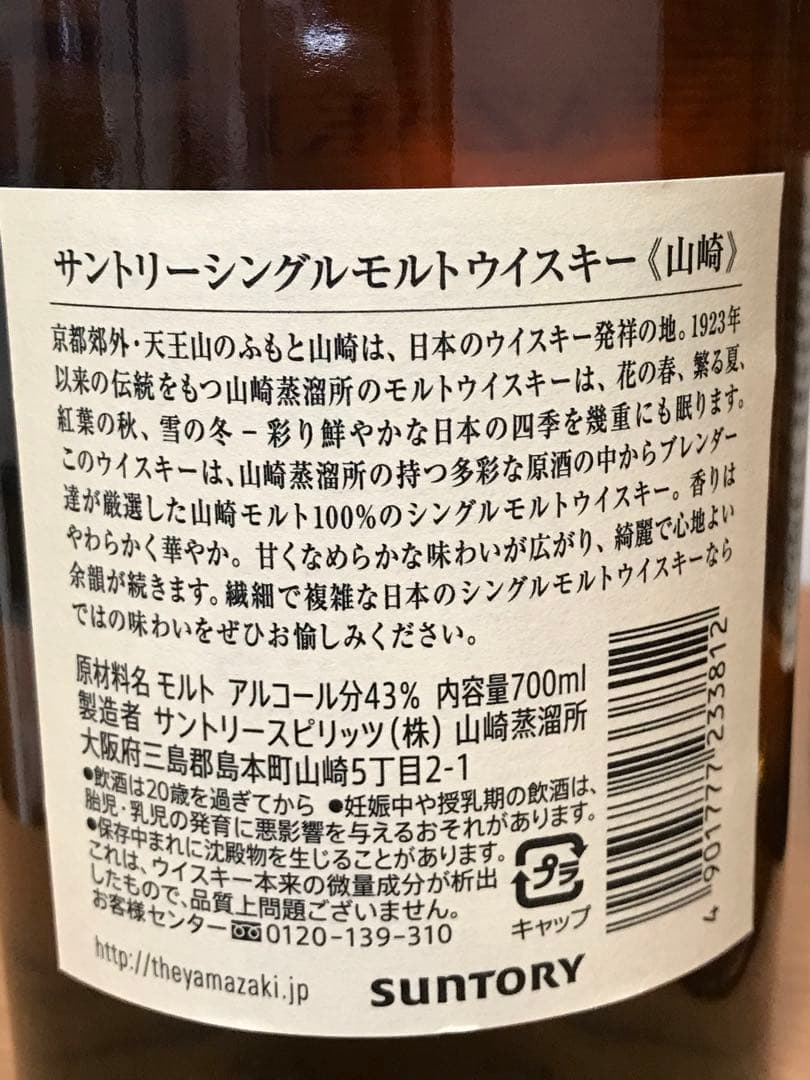 サントリーシングルモルトウイスキー《山崎》
京都郊外・天王山のふもと山崎は、日本のウイスキー発祥の地。1923年
以来の伝統をもつ山崎蒸溜所のモルトウイスキーは、花の春、繁る夏、
紅葉の秋、雪の冬－彩り鮮やかな日本の四季を幾重にも眠ります。
このウイスキーは、山崎蒸溜所の持つ多彩な原酒の中からブレンダー
達が厳選した山崎モルト100%のシングルモルトウイスキー。香りは
やわらかく華やか。甘くなめらかな味わいが広がり、綺麗で心地よい
余韻が続きます。繊細で複雑な日本のシングルモルトウイスキーなら
ではの味わいをぜひお愉しみください。
原材料名 モルト アルコール分43% 内容量700ml
製造者 サントリースピリッツ(株) 山崎蒸溜所
大阪府三島郡島本町山崎5丁目2-1
●飲酒は20歳を過ぎてから ●妊娠中や授乳期の飲酒は、
胎児・乳児の発育に悪影響を与えるおそれがあります。
●保存中まれに沈殿物を生じることがあります。
これは、ウイスキー本来の微量成分が析出
したもので、品質上問題ございません。
お客様センター 0120-139-310
プラ
キャップ
http://theyamazaki.jp
SUNTORY
4 901777 233812